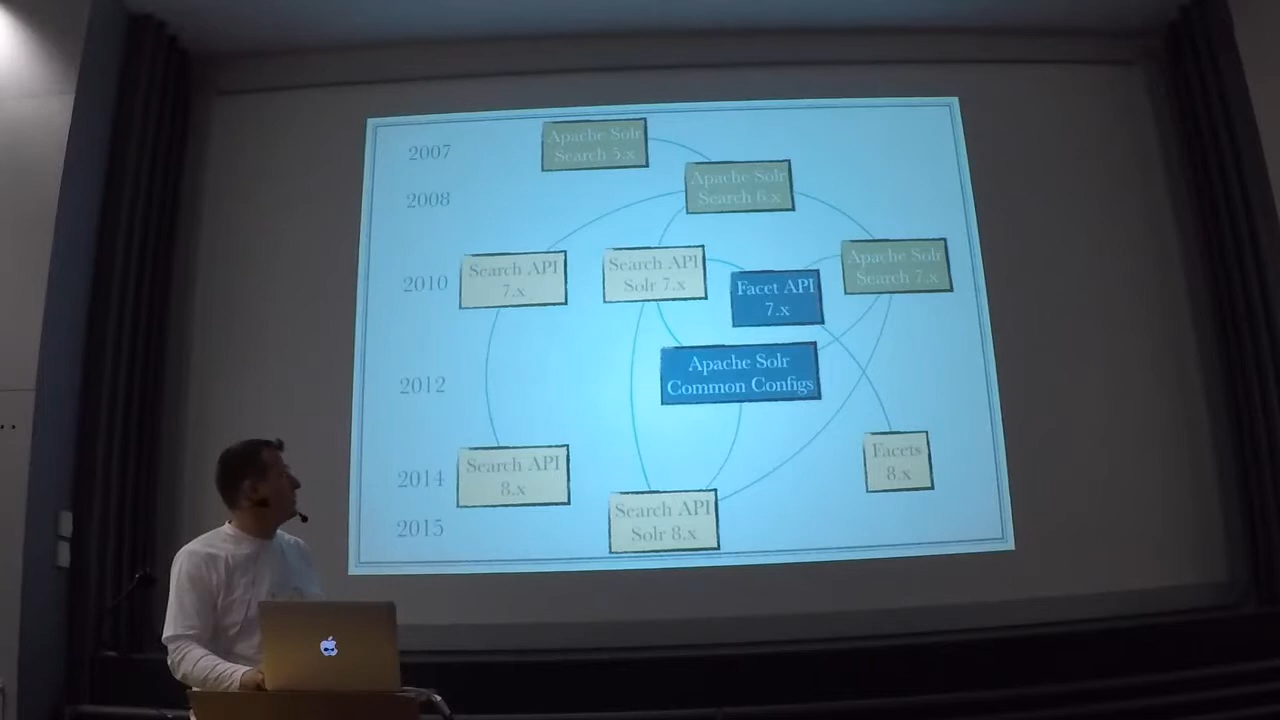 2007
Apache Solr
Search 5.x
2008
Apache Solr
Search 6.x
2010
Search API
7.x
Search API
Solr 7.x
Facet API
7.x
Apache Solr
Search 7.x
2012
Apache Solr
Common Configs
2014
Search API
8.x
Facets
8.x
2015
Search API
Solr 8.x